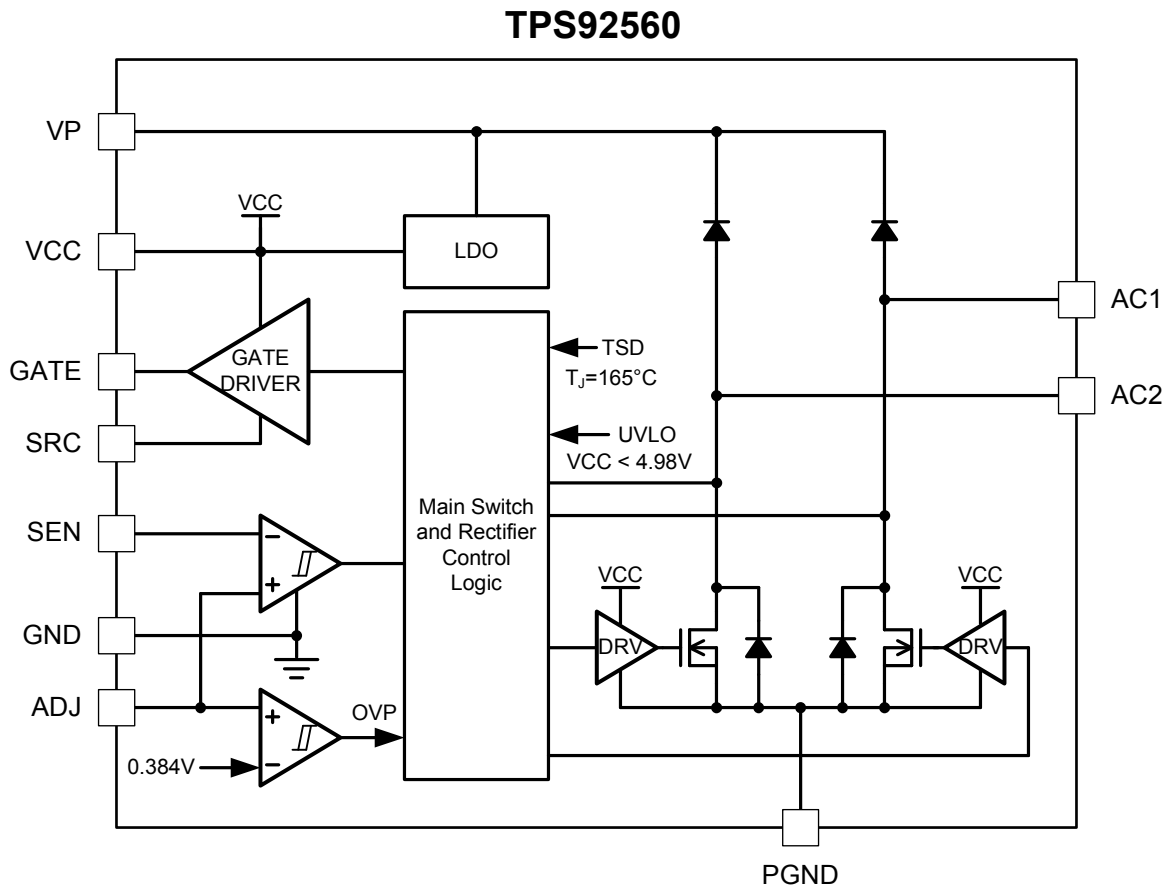 TPS92560
VP
VCC
VCC
LDO
AC1
GATE
GATE
DRIVER
TSD
TJ=165°C
AC2
SRC
UVLO
VCC < 4.98V
SEN
−
+
Main Switch
and Rectifier
Control
Logic
VCC
VCC
GND
DRV
DRV
ADJ
+
−
OVP
0.384V
PGND